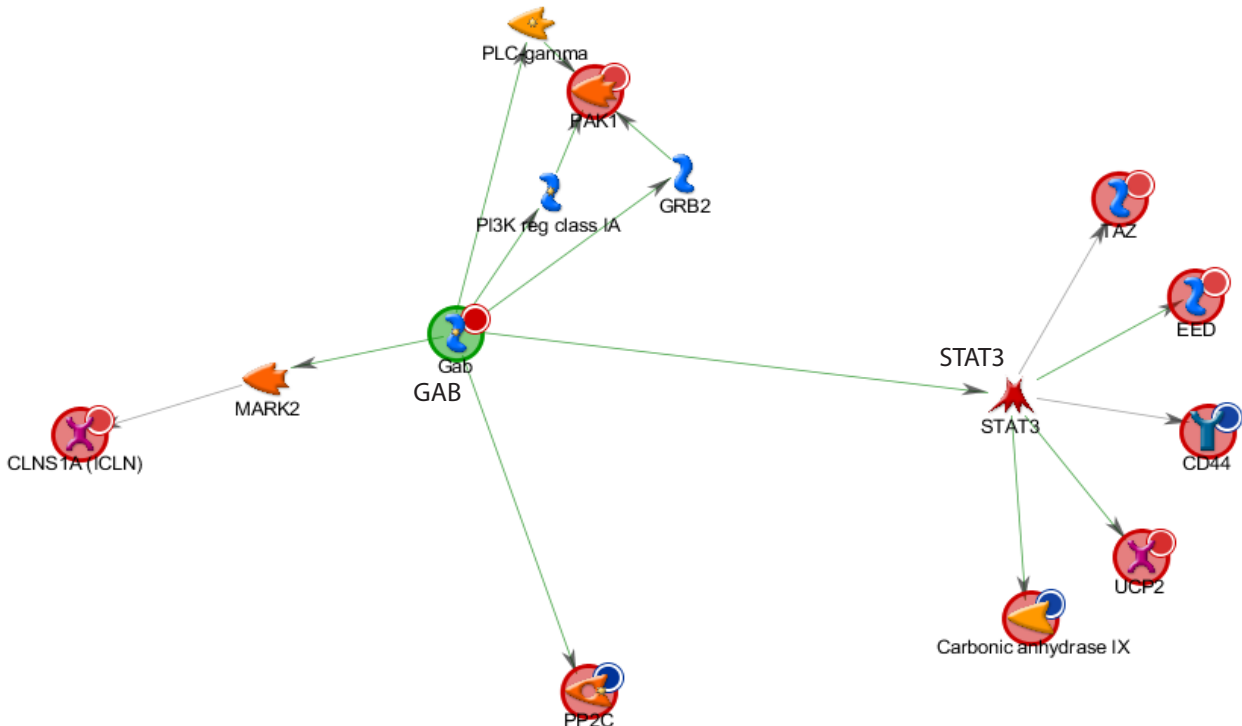 PLC-gamma
PAK1
PI3K reg class IA
GRB2
TAZ
EED
Gab
GAB
STAT3
STAT3
MARK2
CLNS1A (ICLN)
CD44
UCP2
Carbonic anhydrase IX
PP2C